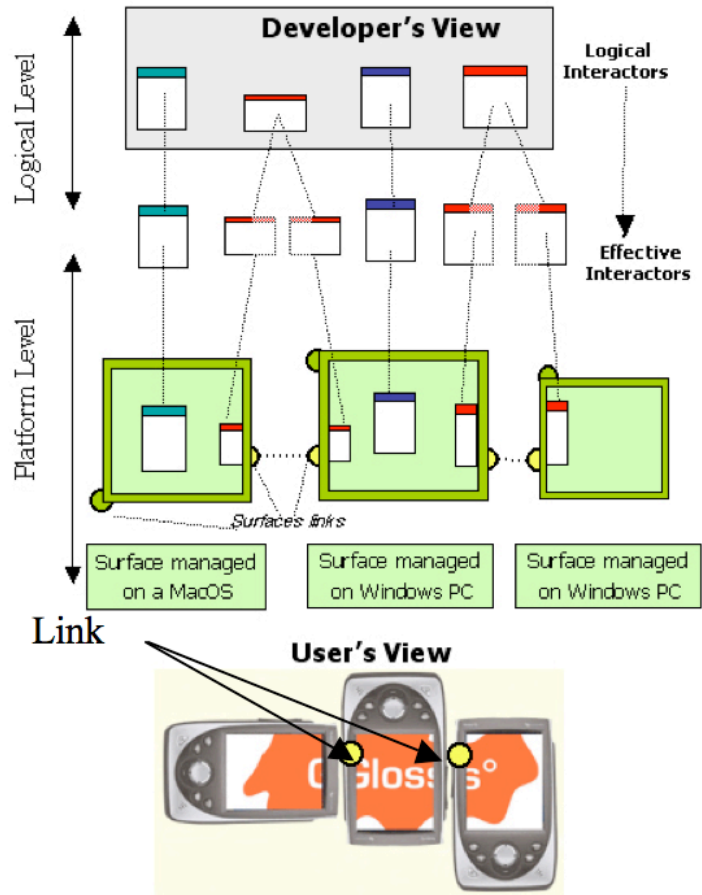 Developer's View
Logical
Interactors
Logical Level
Effective
Interactors
Platform Level
Surfaces links
Surface managed
on a MacOS
Surface managed
on Windows PC
Surface managed
on Windows PC
Link
User's View
Glosss°